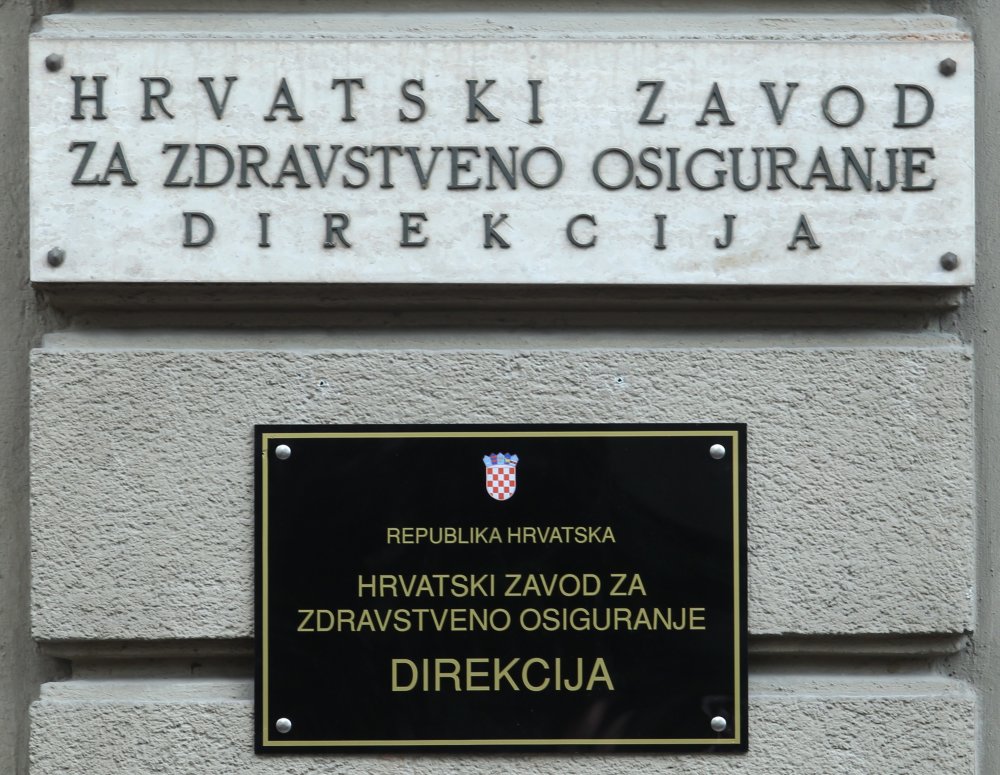 HRVATSKI ZAVOD
ZA ZDRAVSTVENO OSIGURANJE
DIREKCIJA
REPUBLIKA HRVATSKA
HRVATSKI ZAVOD ZA
ZDRAVSTVENO OSIGURANJE
DIREKCIJA